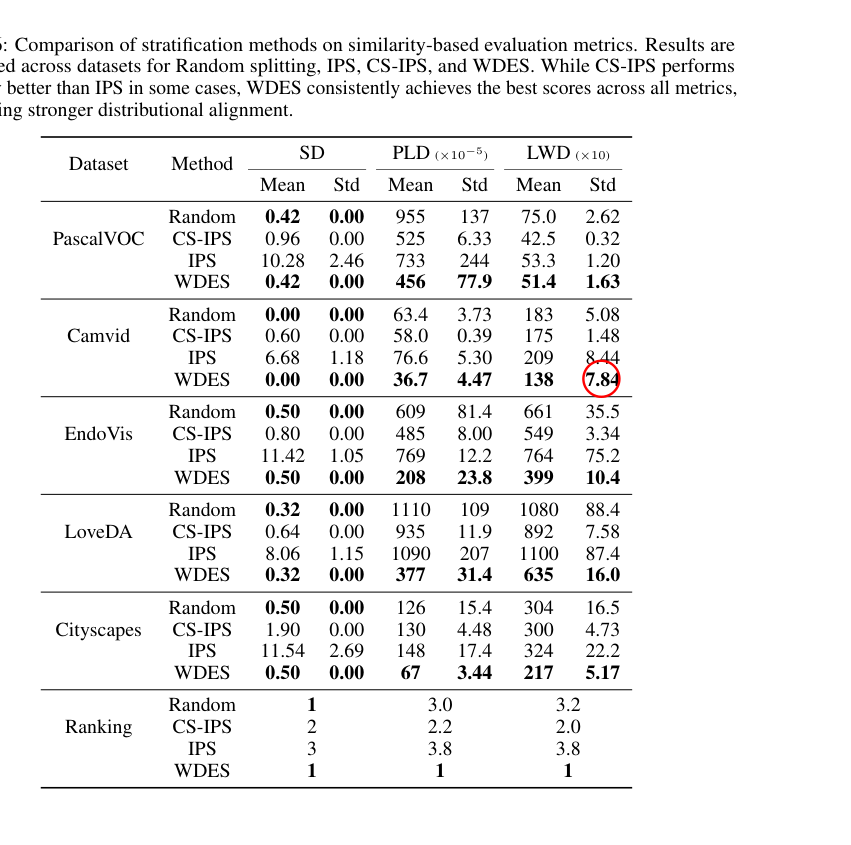 6: Comparison of stratification methods on similarity-based evaluation metrics. Results are
ed across datasets for Random splitting, IPS, CS-IPS, and WDES. While CS-IPS performs
better than IPS in some cases, WDES consistently achieves the best scores across all metrics,
ing stronger distributional alignment.
Dataset Method SD PLD (×10⁻⁵) LWD (×10)
Mean Std Mean Std Mean Std
Random 0.42 0.00 955 137 75.0 2.62
PascalVOC CS-IPS 0.96 0.00 525 6.33 42.5 0.32
IPS 10.28 2.46 733 244 53.3 1.20
WDES 0.42 0.00 456 77.9 51.4 1.63
Random 0.00 0.00 63.4 3.73 183 5.08
Camvid CS-IPS 0.60 0.00 58.0 0.39 175 1.48
IPS 6.68 1.18 76.6 5.30 209 8.44
WDES 0.00 0.00 36.7 4.47 138 7.84
Random 0.50 0.00 609 81.4 661 35.5
EndoVis CS-IPS 0.80 0.00 485 8.00 549 3.34
IPS 11.42 1.05 769 12.2 764 75.2
WDES 0.50 0.00 208 23.8 399 10.4
Random 0.32 0.00 1110 109 1080 88.4
LoveDA CS-IPS 0.64 0.00 935 11.9 892 7.58
IPS 8.06 1.15 1090 207 1100 87.4
WDES 0.32 0.00 377 31.4 635 16.0
Random 0.50 0.00 126 15.4 304 16.5
Cityscapes CS-IPS 1.90 0.00 130 4.48 300 4.73
IPS 11.54 2.69 148 17.4 324 22.2
WDES 0.50 0.00 67 3.44 217 5.17
Random 1 3.0 3.2
Ranking CS-IPS 2 2.2 2.0
IPS 3 3.8 3.8
WDES 1 1 1